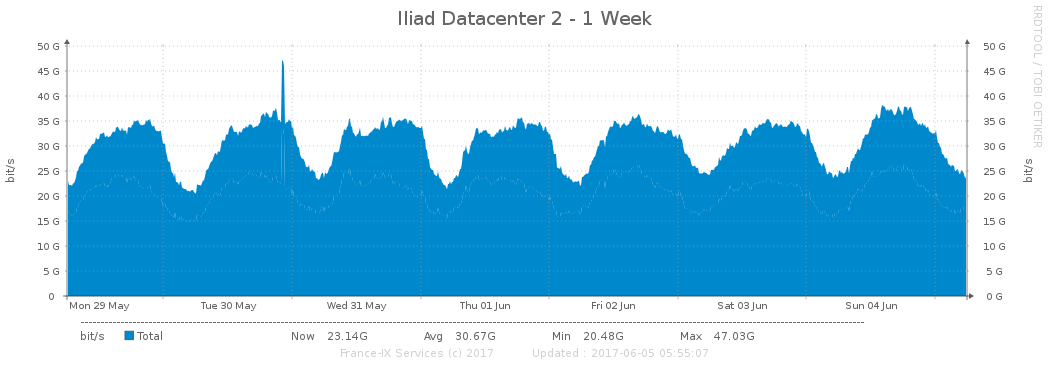 Iliad Datacenter 2 - 1 Week
RRDTOOL / TOBI OETIKER
bit/s
50 G 50 G
45 G 45 G
40 G 40 G
35 G 35 G
30 G 30 G
25 G 25 G
20 G 20 G
15 G 15 G
10 G 10 G
5 G 5 G
0 0 G
bit/s
Mon 29 May Tue 30 May Wed 31 May Thu 01 Jun Fri 02 Jun Sat 03 Jun Sun 04 Jun
bit/s Total Now 23.14G Avg 30.67G Min 20.48G Max 47.03G
France-IX Services (c) 2017 Updated : 2017-06-05 05:55:07